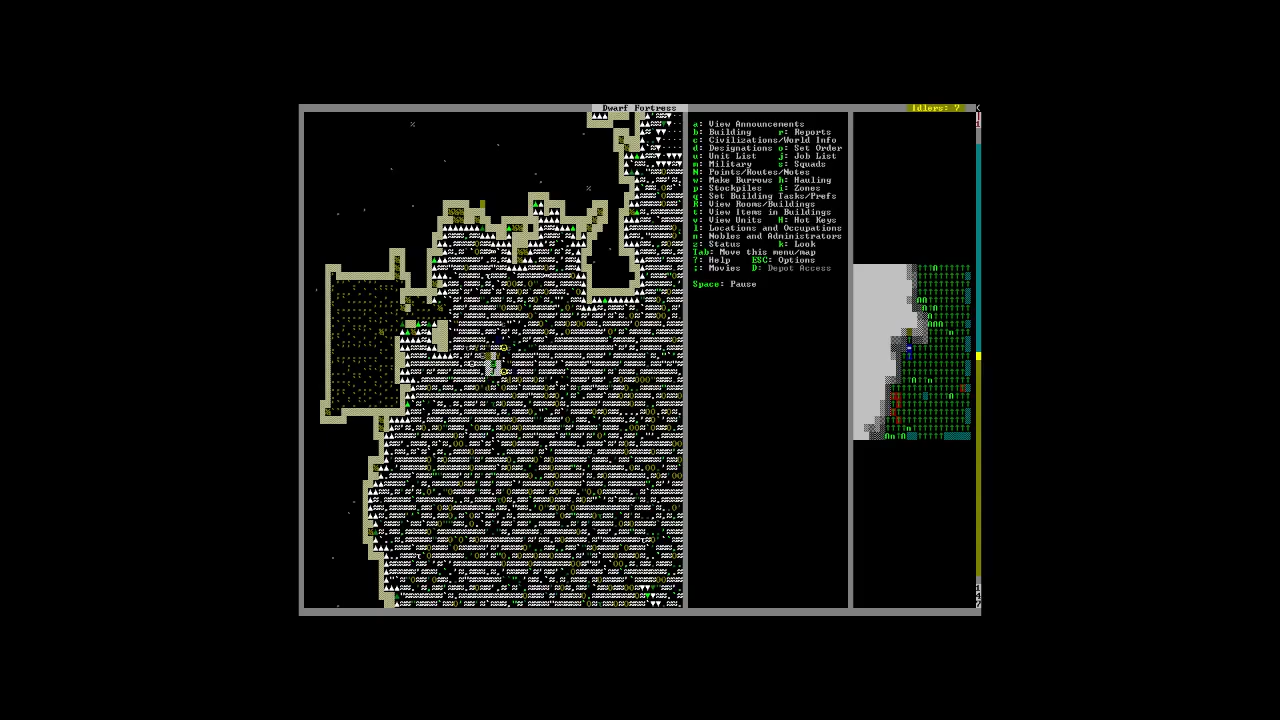 Dwarf Fortress Idlers: 7
a: View Announcements
b: Building r: Reports
c: Civilizations/World Info
d: Designations o: Set Order
u: Unit List j: Job List
m: Military s: Squads
N: Points/Routes/Notes
w: Make Burrows h: Hauling
p: Stockpiles i: Zones
q: Set Building Tasks/Prefs
R: View Rooms/Buildings
t: View Items in Buildings
v: View Units H: Hot Keys
l: Locations and Occupations
n: Nobles and Administrators
z: Status k: Look
Tab: Move this menu/map
?: Help ESC: Options
;: Movies D: Depot Access
Space: Pause